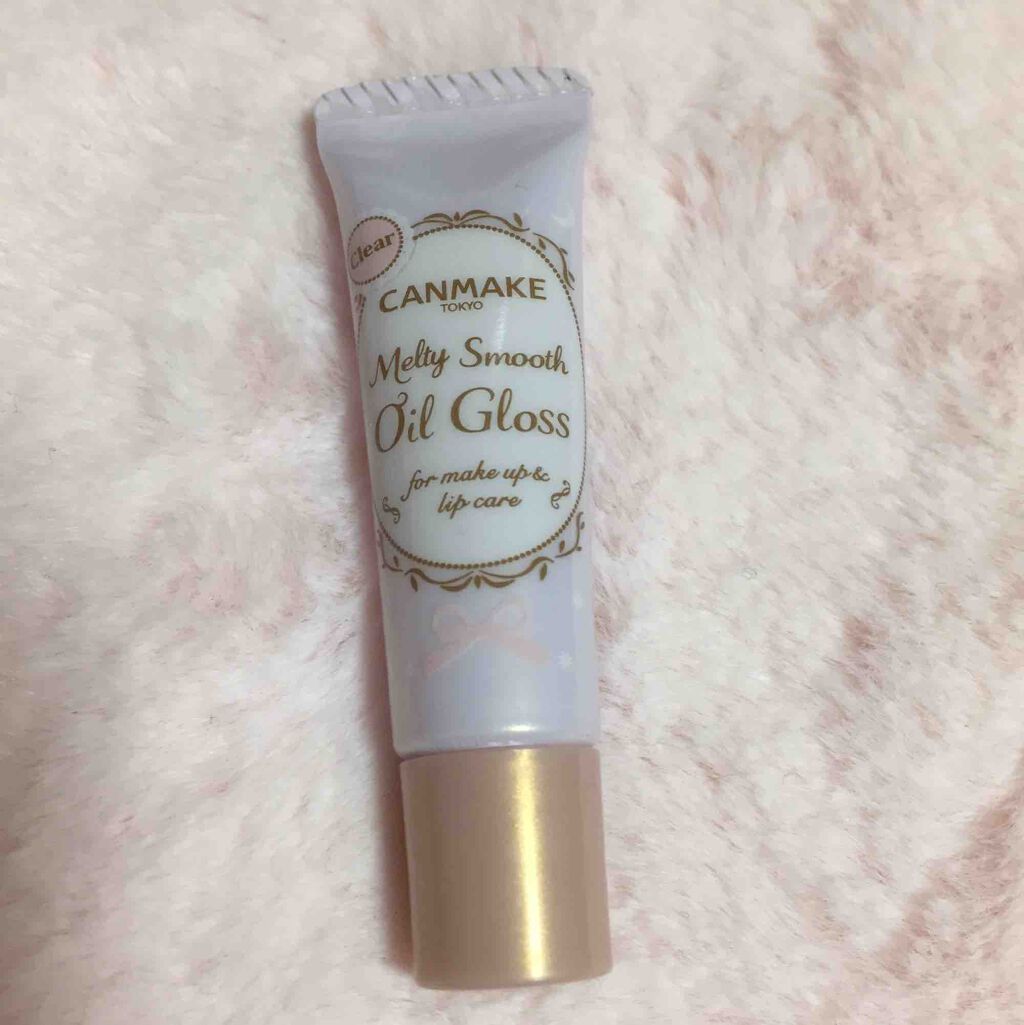 Clear
CANMAKE
TOKYO
Melty Smooth
Oil Gloss
for make up &
lip care